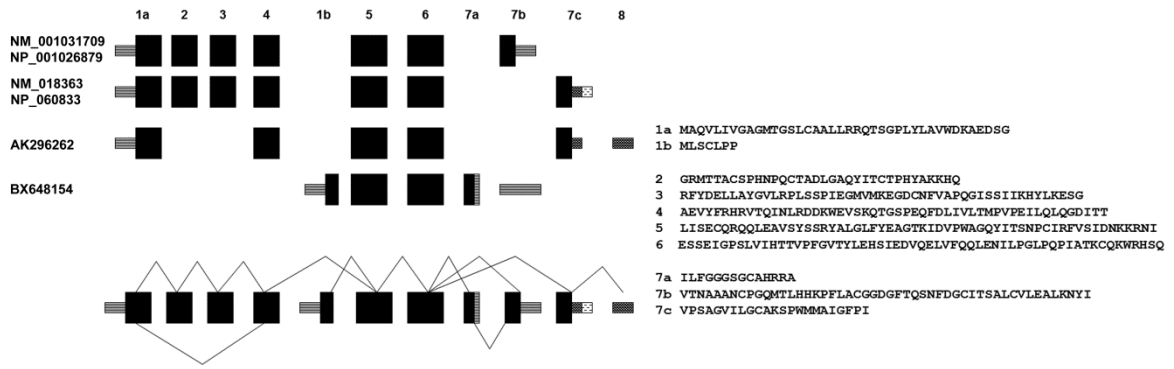 1a 2 3 4 1b 5 6 7a 7b 7c 8
NM_001031709
NP_001026879
NM_018363
NP_060833
AK296262
BX648154
1a MAQVLIVGAGMTGSLCAALLRRQTSGPLYLAVWDKAEDSG
1b MLSCLPP
2 GRMTTACSPHNPQCTADLGAQYITCTPHYAKKHQ
3 RFYDELLAYGVLRPLSSPIEGMVMKEGDCNFVAPQGISSIIKHYLKESG
4 AEVYFRHRVTQINLRDDKWEVSKQTGSPEQFDLIVLTMPVPEILQLQGDITT
5 LISECQRQQLEAVSYSSRYALGLFYEAGTKIDVPWAGQYITSNPCIRFVSIDNKKRNI
6 ESSEIGPSLVIHTTVPFGVTYLEHSIEDVQELVFQQLENILPGLPQPIATKCQKWRHSQ
7a ILFGGGSGCAHRRA
7b VTNAAANCPGQMTLHHKPFLACGGDGFTQSNFDGCITSALCVLEALKNYI
7c VPSAGVILGCAKSPWMMAIGFPI